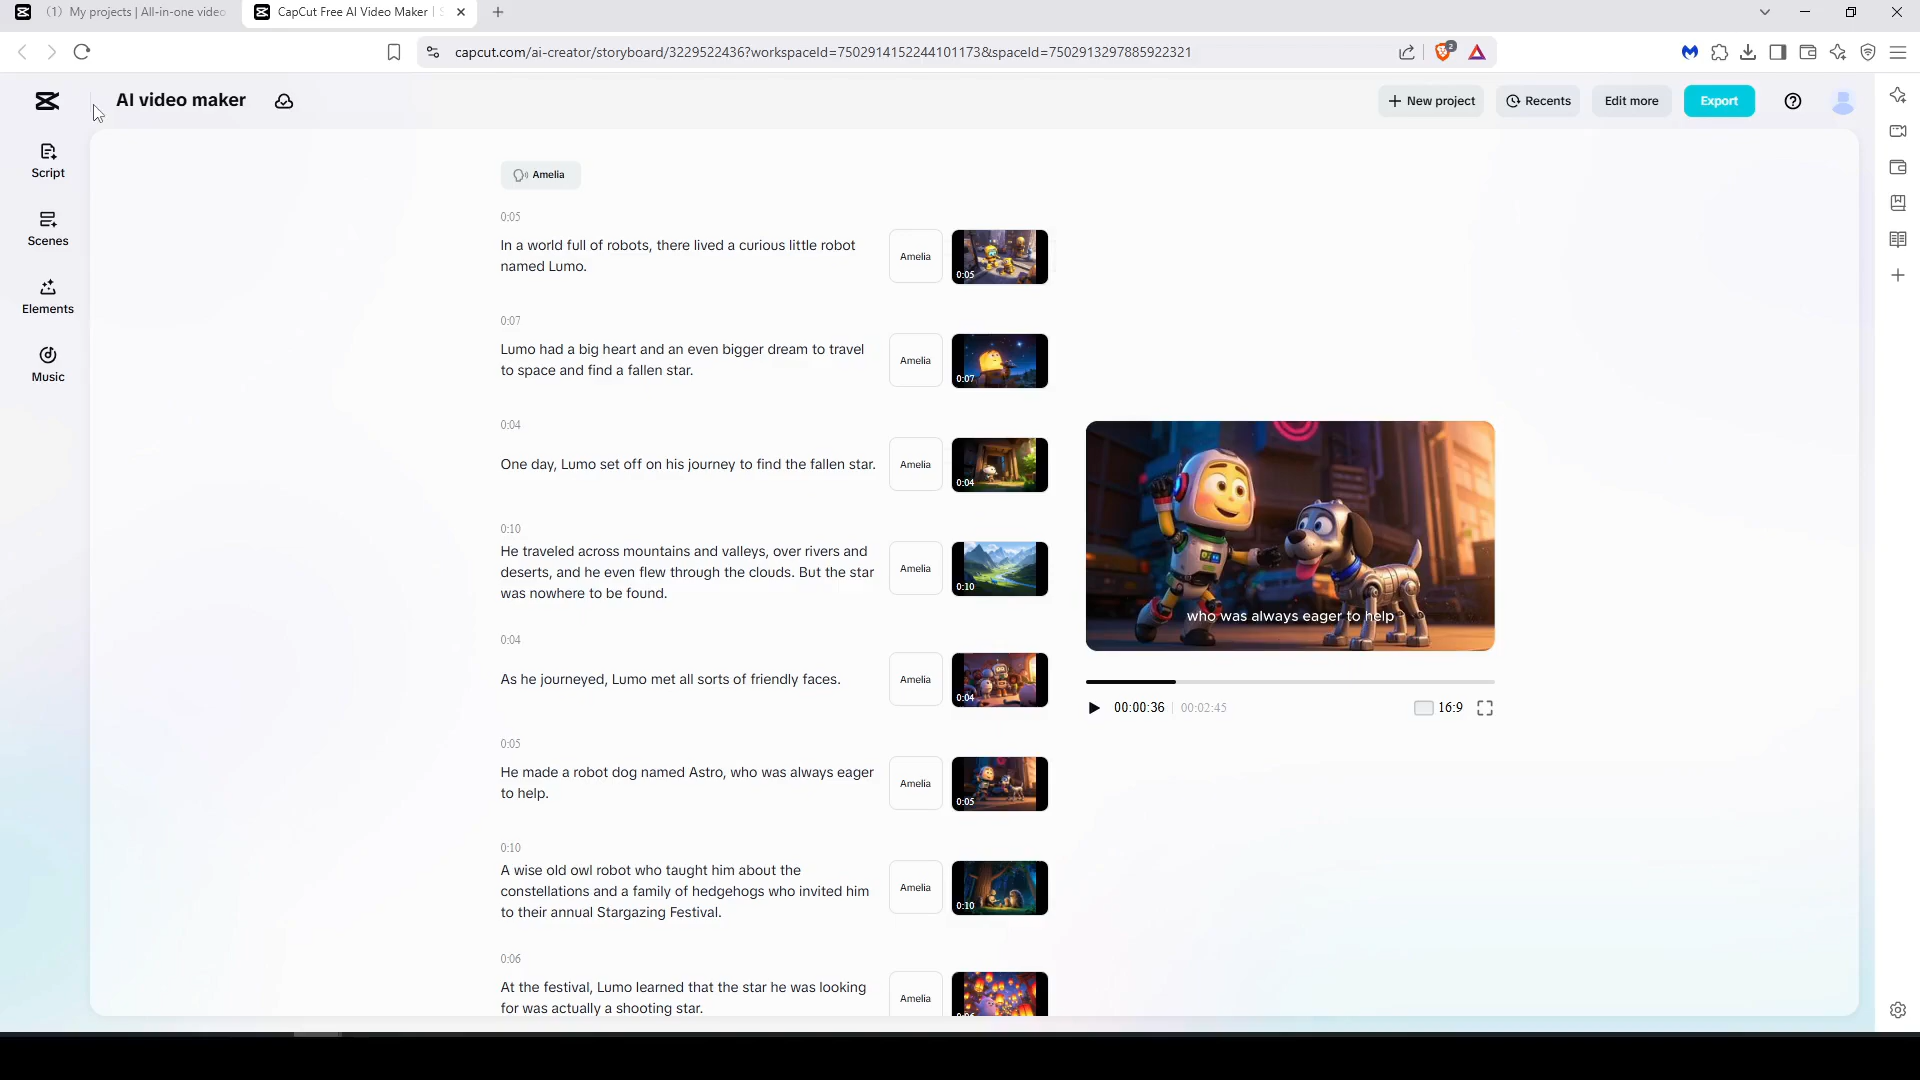 (1) My projects | All-in-one video
CapCut Free AI Video Maker |
capcut.com/ai-creator/storyboard/3229522436?workspaceId=7502914152244101173&spaceId=7502913297885922321
2
AI video maker
New project
Recents
Edit more
Export
Script
Scenes
Elements
Music
Amelia
0:05
In a world full of robots, there lived a curious little robot
named Lumo.
Amelia
0:05
0:07
Lumo had a big heart and an even bigger dream to travel
to space and find a fallen star.
Amelia
0:07
0:04
One day, Lumo set off on his journey to find the fallen star.
Amelia
0:04
0:10
He traveled across mountains and valleys, over rivers and
deserts, and he even flew through the clouds. But the star
was nowhere to be found.
Amelia
0:10
0:04
As he journeyed, Lumo met all sorts of friendly faces.
Amelia
0:04
0:05
He made a robot dog named Astro, who was always eager
to help.
Amelia
0:05
0:10
A wise old owl robot who taught him about the
constellations and a family of hedgehogs who invited him
to their annual Stargazing Festival.
Amelia
0:10
0:06
At the festival, Lumo learned that the star he was looking
for was actually a shooting star.
Amelia
0:06
who was always eager to help
00:00:36
00:02:45
16:9